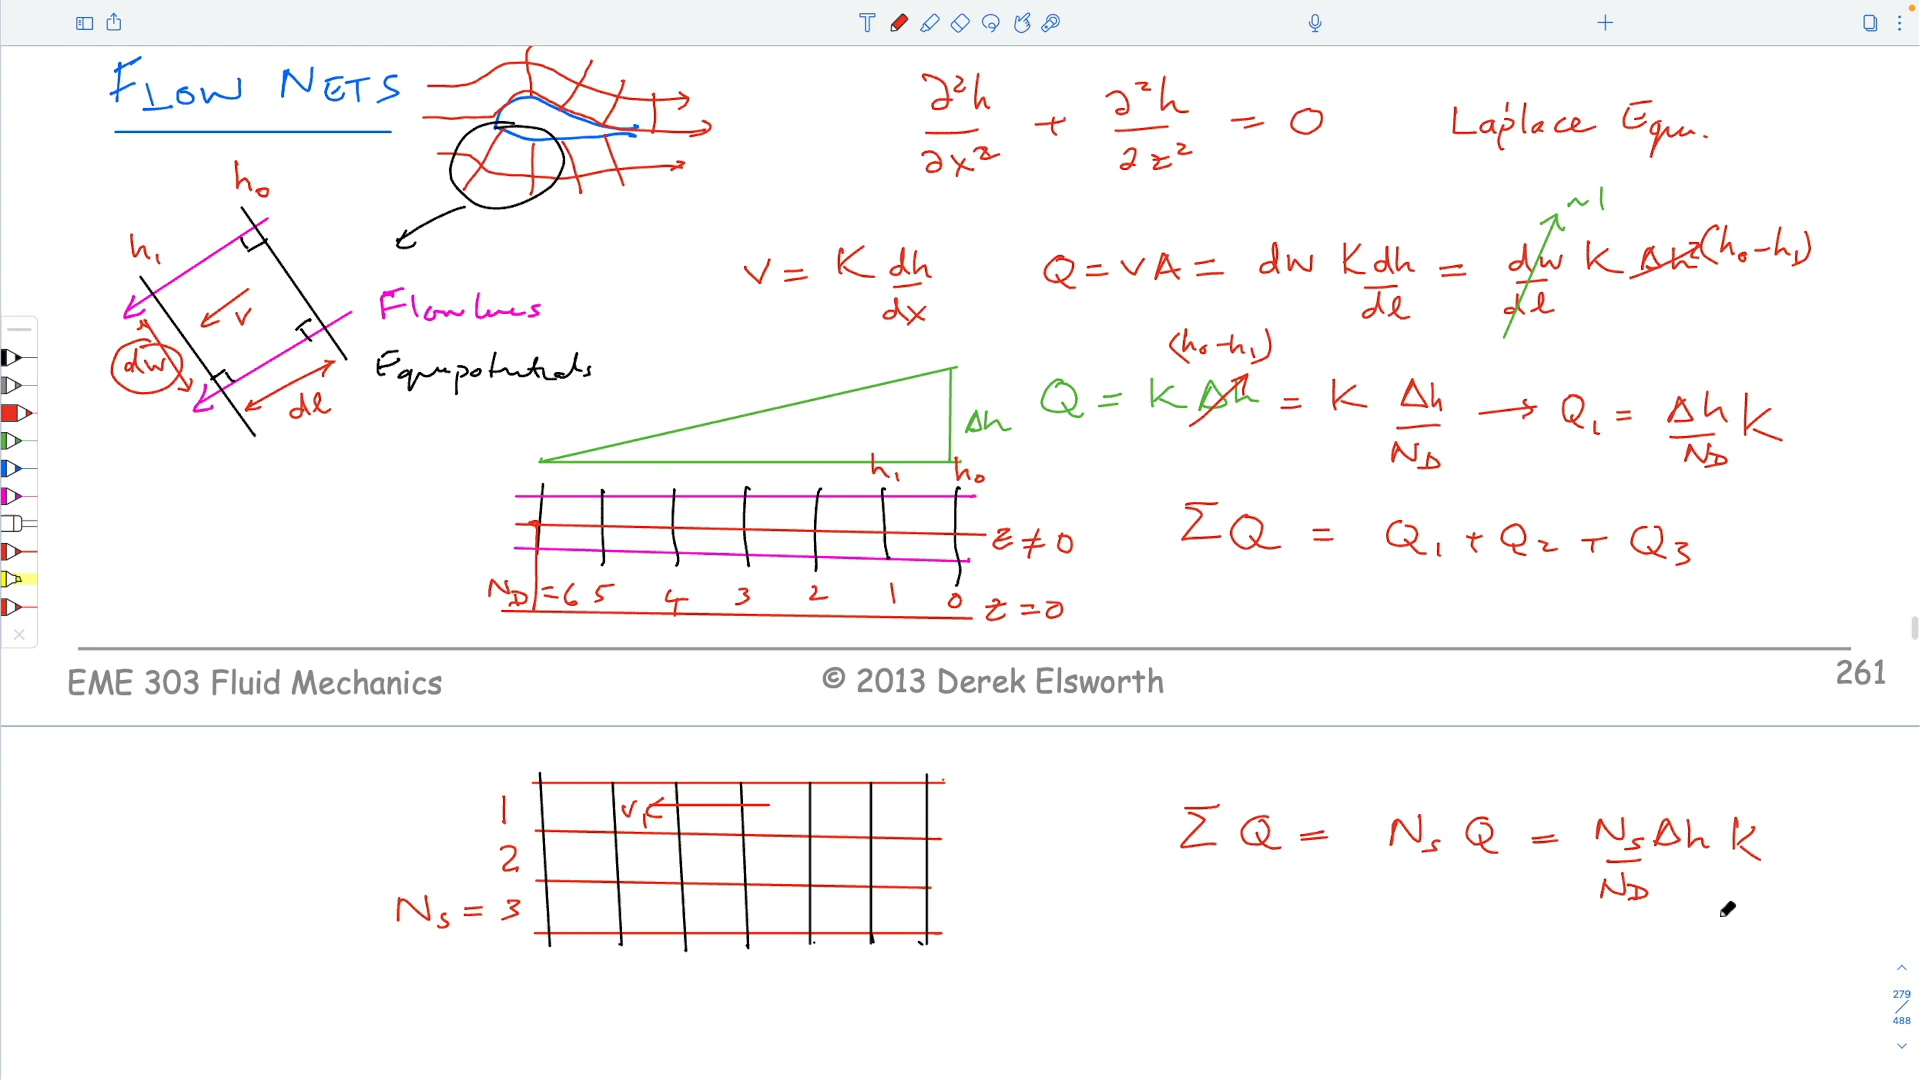 FLOW NETS
∂²h/∂x² + ∂²h/∂z² = 0 Laplace Equn.
h₀
h₁
v
dw
dl
Flowlines
Equipotentials
V = K dh/dx Q = VA = dw K dh/dl = dw/dl K Δh (h₀-h₁)
~1
(h₀-h₁)
Q = K Δh = K Δh/N_D → Q₁ = Δh/N_D K
Δh
h₁ h₀
z ≠ 0
N_D = 6 5 4 3 2 1 0 z = 0
ΣQ = Q₁ + Q₂ + Q₃
EME 303 Fluid Mechanics
© 2013 Derek Elsworth
261
1
v₁
2
N_s = 3
ΣQ = N_s Q = N_s/N_D Δh K
279
488